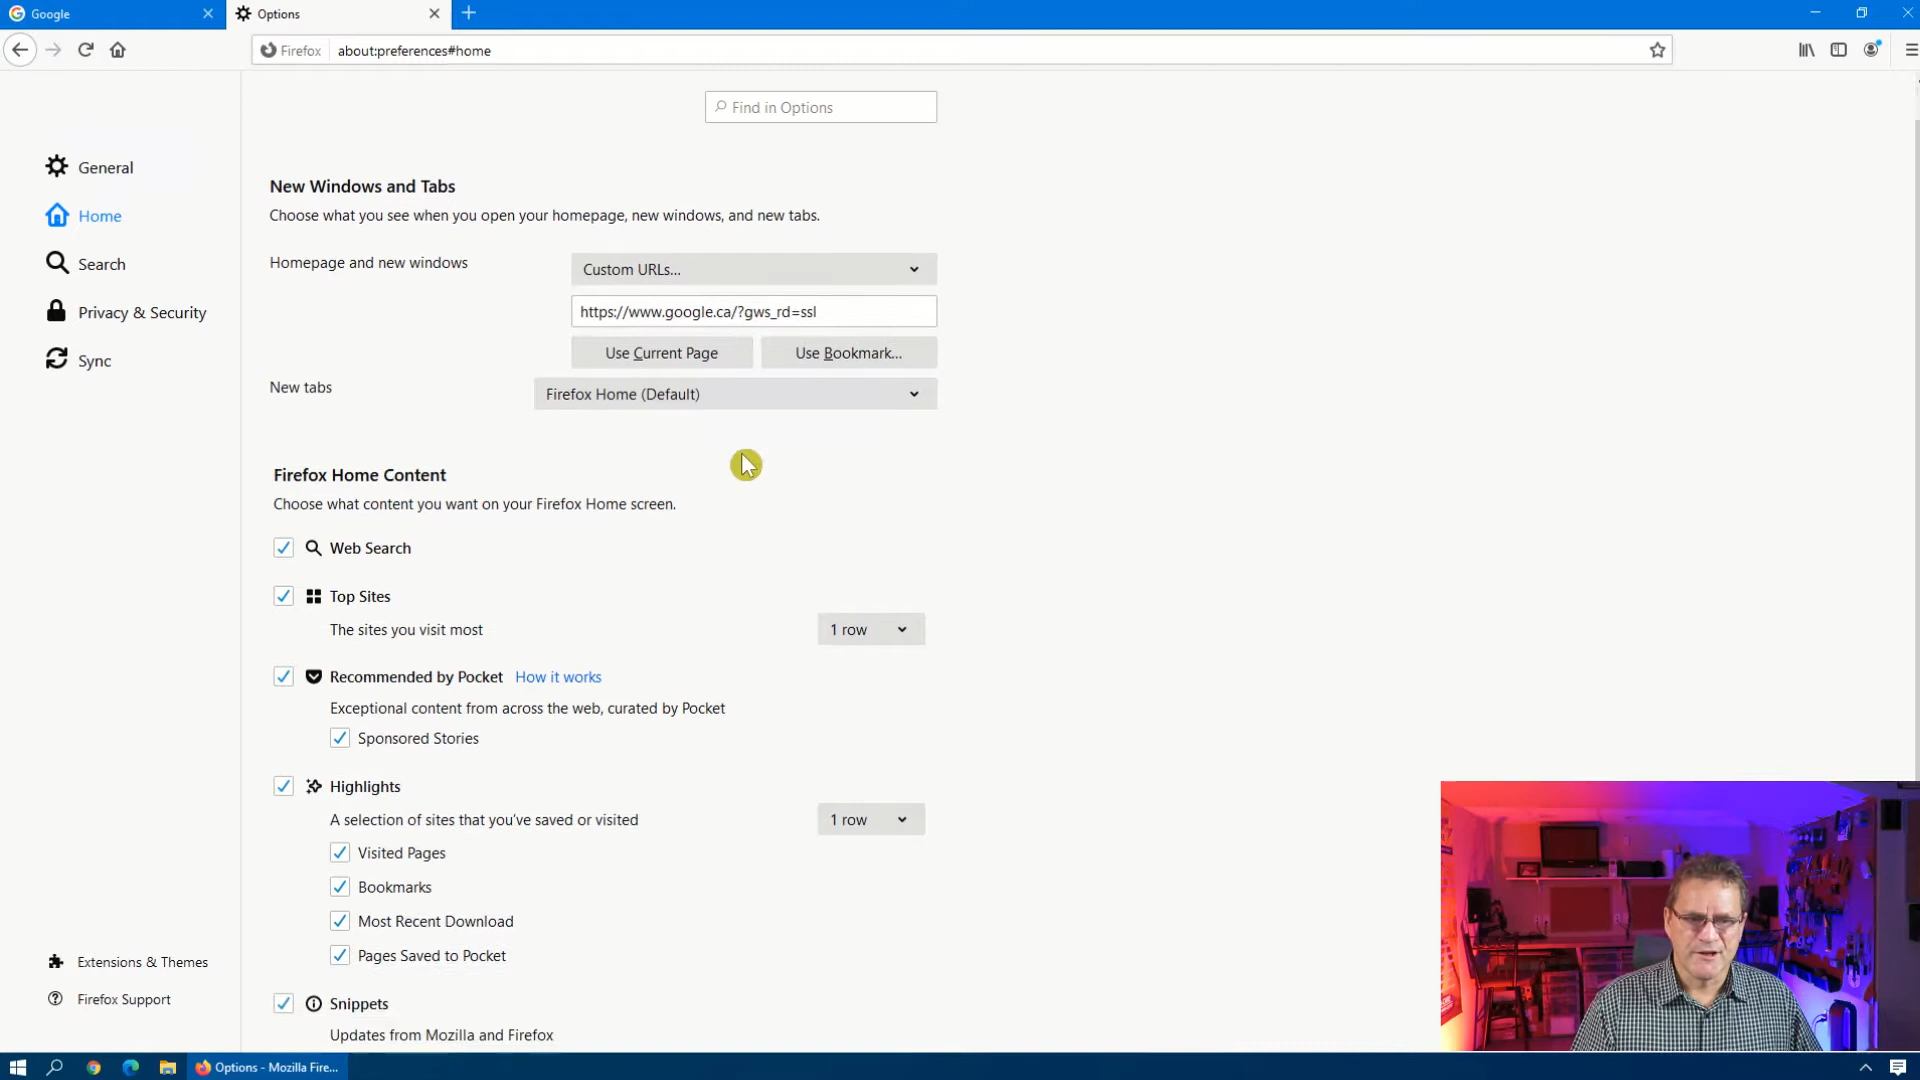 Google
Options
Firefox
about:preferences#home
Find in Options
General
Home
Search
Privacy & Security
Sync
New Windows and Tabs
Choose what you see when you open your homepage, new windows, and new tabs.
Homepage and new windows
Custom URLs...
https://www.google.ca/?gws_rd=ssl
Use Current Page
Use Bookmark...
New tabs
Firefox Home (Default)
Firefox Home Content
Choose what content you want on your Firefox Home screen.
Web Search
Top Sites
The sites you visit most
1 row
Recommended by Pocket How it works
Exceptional content from across the web, curated by Pocket
Sponsored Stories
Highlights
A selection of sites that you've saved or visited
1 row
Visited Pages
Bookmarks
Most Recent Download
Pages Saved to Pocket
Snippets
Updates from Mozilla and Firefox
Extensions & Themes
Firefox Support
Options - Mozilla Fire...